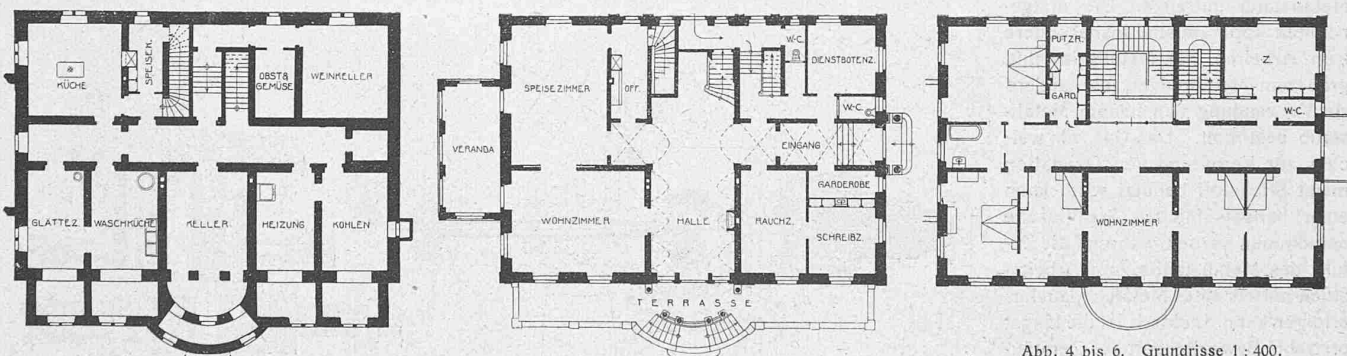 KÜCHE
SPEISEK.
OBST &
GEMÜSE
WEINKELLER
GLÄTTEZ.
WASCHKÜCHE
KELLER
HEIZUNG
KOHLEN
SPEISEZIMMER
OFF.
W-C.
DIENSTBOTENZ.
W-C.
VERANDA
EINGANG
GARDEROBE
WOHNZIMMER
HALLE
RAUCHZ.
SCHREIBZ.
TERRASSE
PUTZR.
GARD.
Z.
W-C.
WOHNZIMMER
Abb. 4 bis 6. Grundrisse 1 : 400.